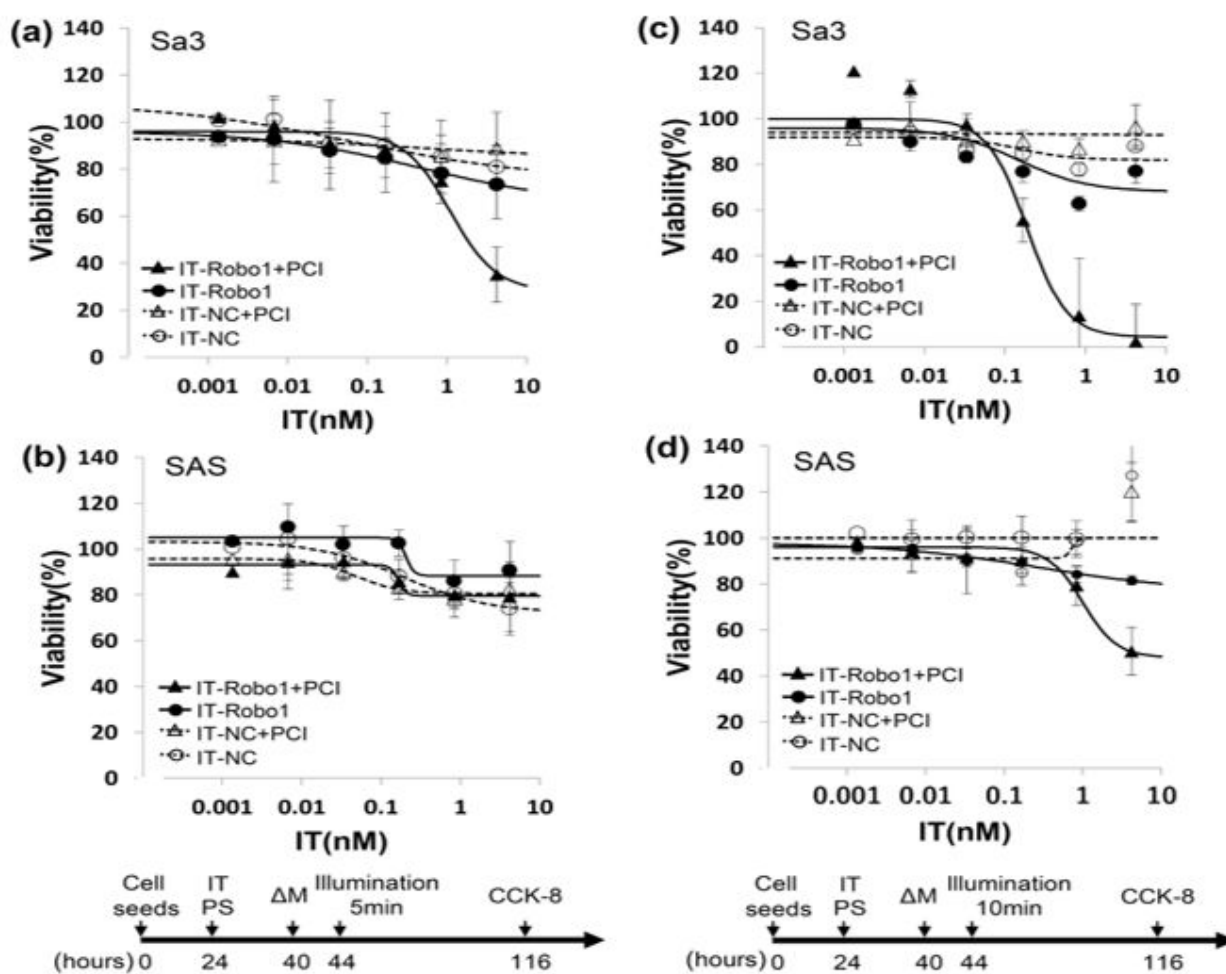 (a) Sa3
Viability(%)
140
120
100
80
60
40
20
0
IT-Robo1+PCI
IT-Robo1
IT-NC+PCI
IT-NC
0.001 0.01 0.1 1 10
IT(nM)
(c) Sa3
Viability(%)
140
120
100
80
60
40
20
0
IT-Robo1+PCI
IT-Robo1
IT-NC+PCI
IT-NC
0.001 0.01 0.1 1 10
IT(nM)
(b) SAS
Viability(%)
140
120
100
80
60
40
20
0
IT-Robo1+PCI
IT-Robo1
IT-NC+PCI
IT-NC
0.001 0.01 0.1 1 10
IT(nM)
(d) SAS
Viability(%)
140
120
100
80
60
40
20
0
IT-Robo1+PCI
IT-Robo1
IT-NC+PCI
IT-NC
0.001 0.01 0.1 1 10
IT(nM)
Cell seeds
IT PS
ΔM
Illumination 5min
CCK-8
(hours) 0 24 40 44 116
Cell seeds
IT PS
ΔM
Illumination 10min
CCK-8
(hours) 0 24 40 44 116